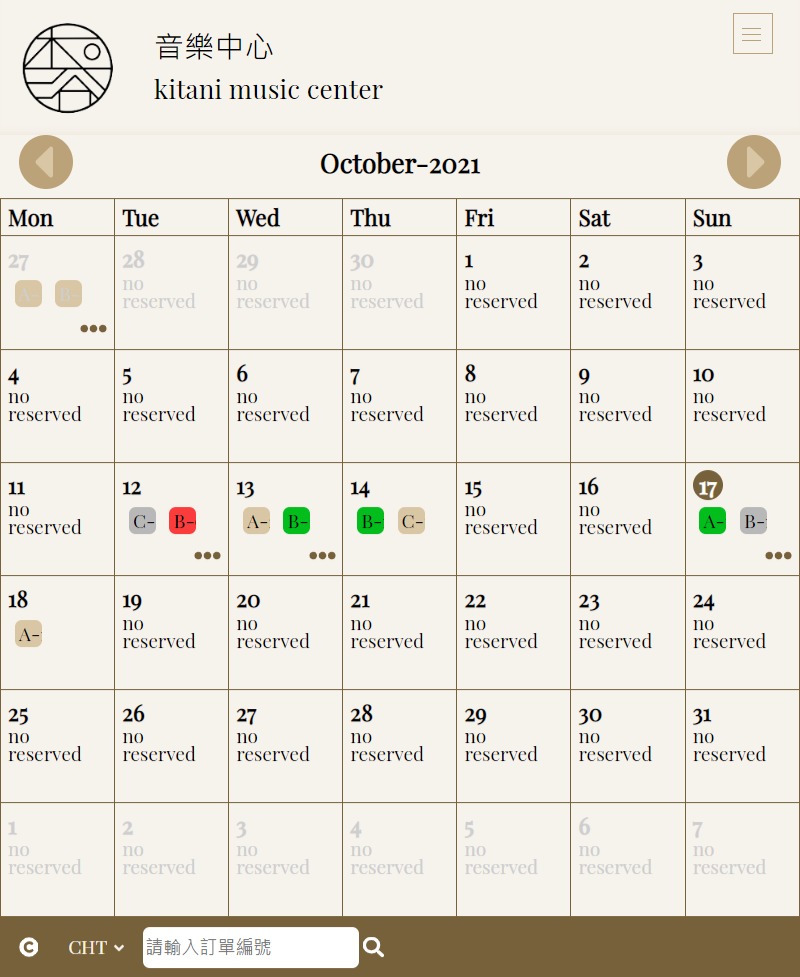 音樂中心
kitani music center
October-2021
Mon Tue Wed Thu Fri Sat Sun
27 28 29 30 1 2 3
A- B- no reserved no reserved no reserved no reserved no reserved no reserved
4 5 6 7 8 9 10
no reserved no reserved no reserved no reserved no reserved no reserved no reserved
11 12 13 14 15 16 17
no reserved C- B- A- B- B- C- no reserved no reserved A- B-
18 19 20 21 22 23 24
A- no reserved no reserved no reserved no reserved no reserved no reserved
25 26 27 28 29 30 31
no reserved no reserved no reserved no reserved no reserved no reserved no reserved
1 2 3 4 5 6 7
no reserved no reserved no reserved no reserved no reserved no reserved no reserved
C CHT 請輸入訂單編號